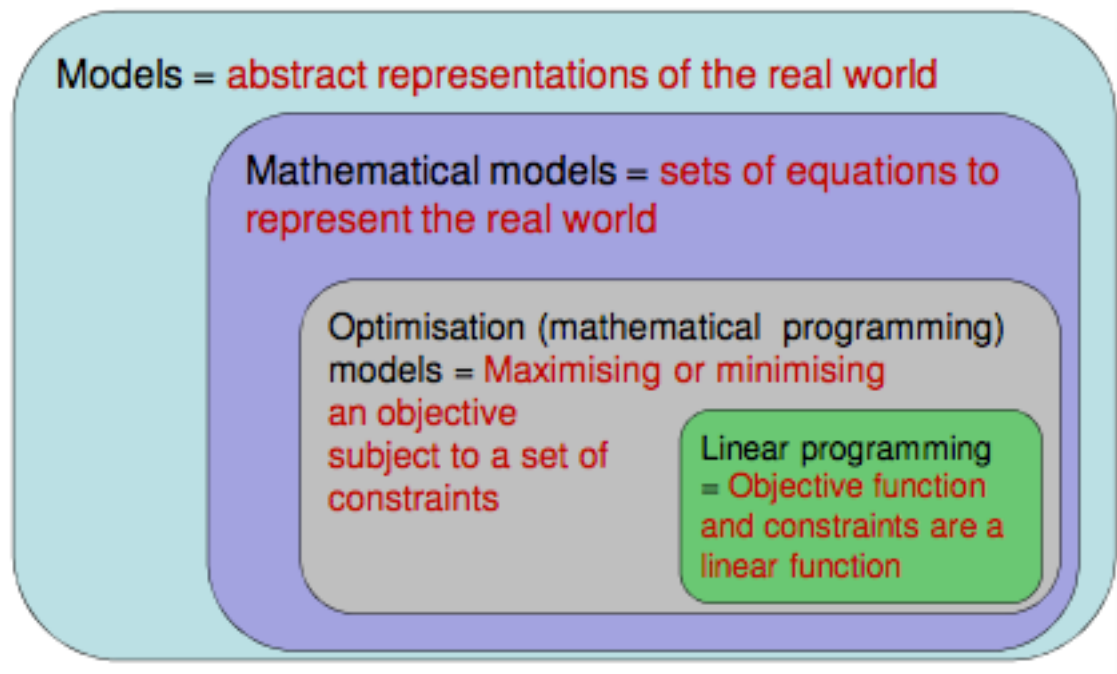 Models = abstract representations of the real world
Mathematical models = sets of equations to
represent the real world
Optimisation (mathematical programming)
models = Maximising or minimising
an objective
subject to a set of
constraints
Linear programming
= Objective function
and constraints are a
linear function